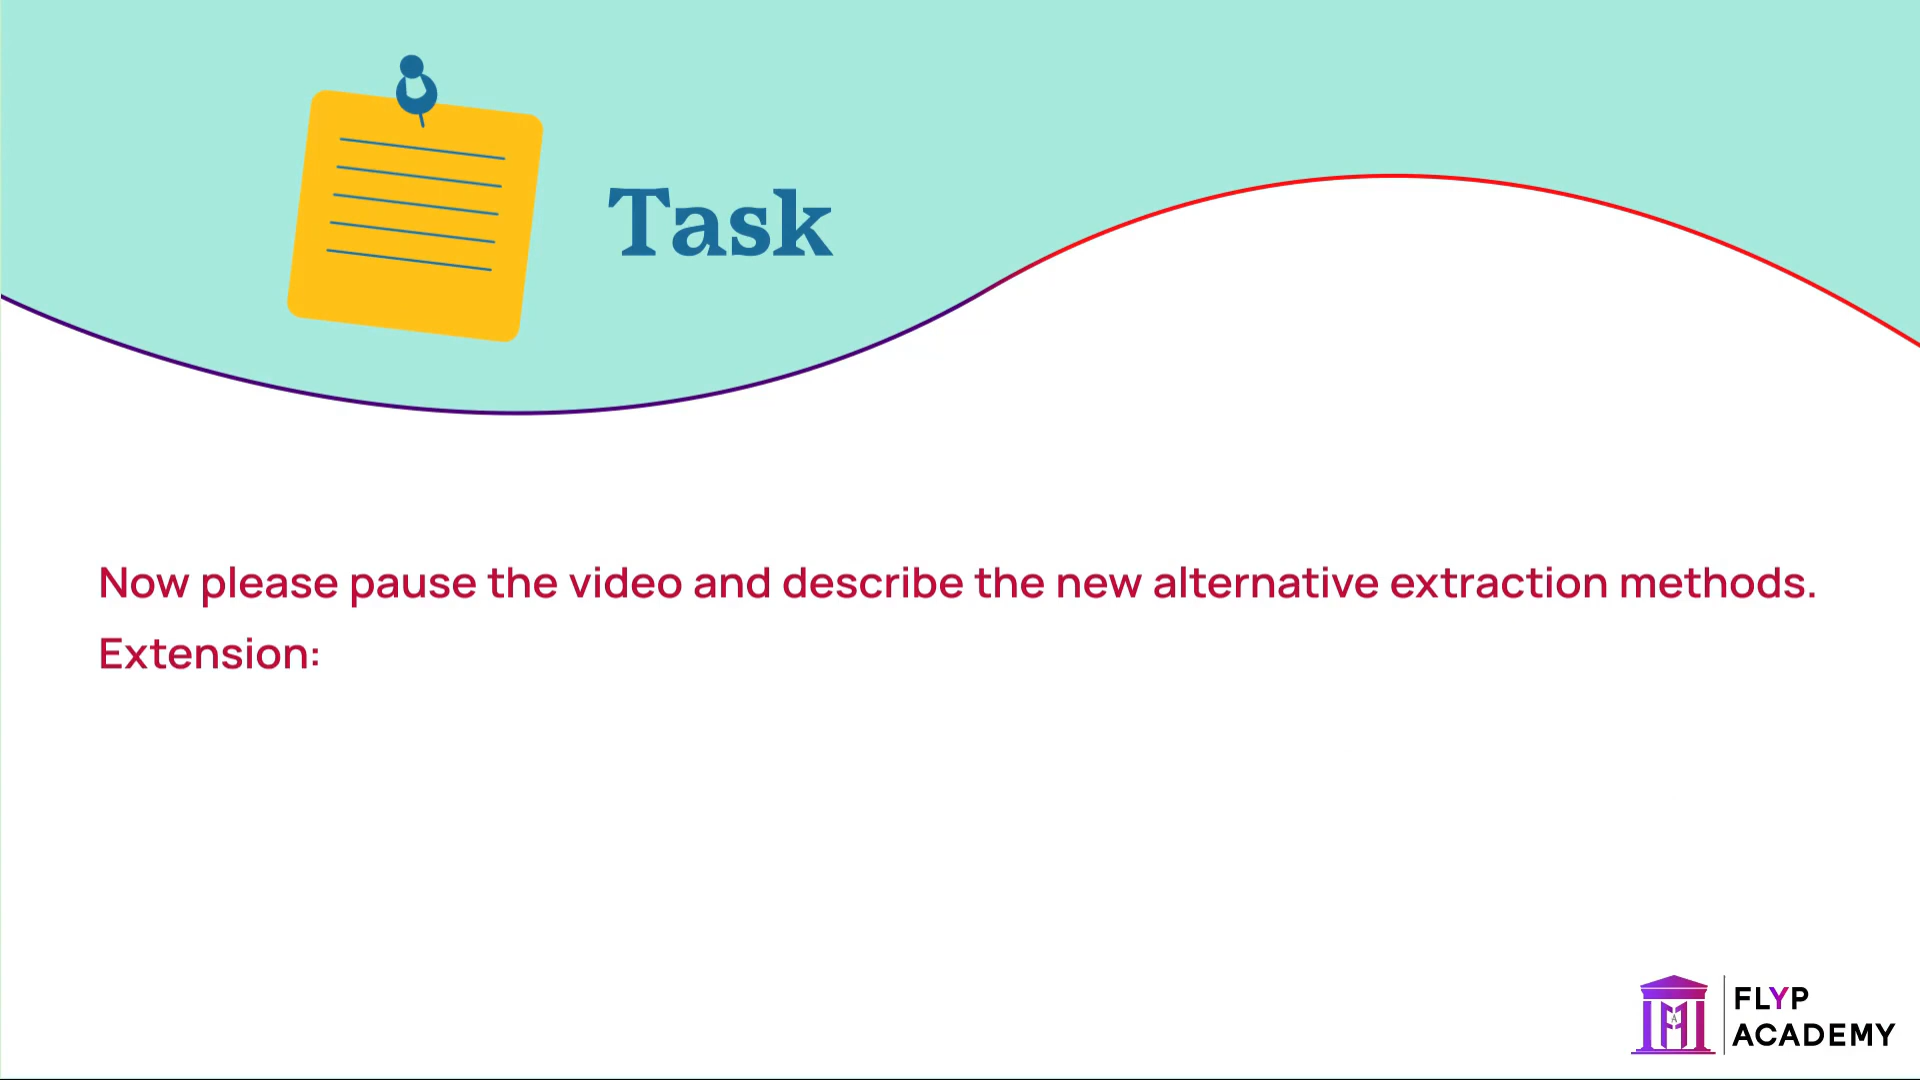 Task
Now please pause the video and describe the new alternative extraction methods.
Extension:
FLYP
ACADEMY